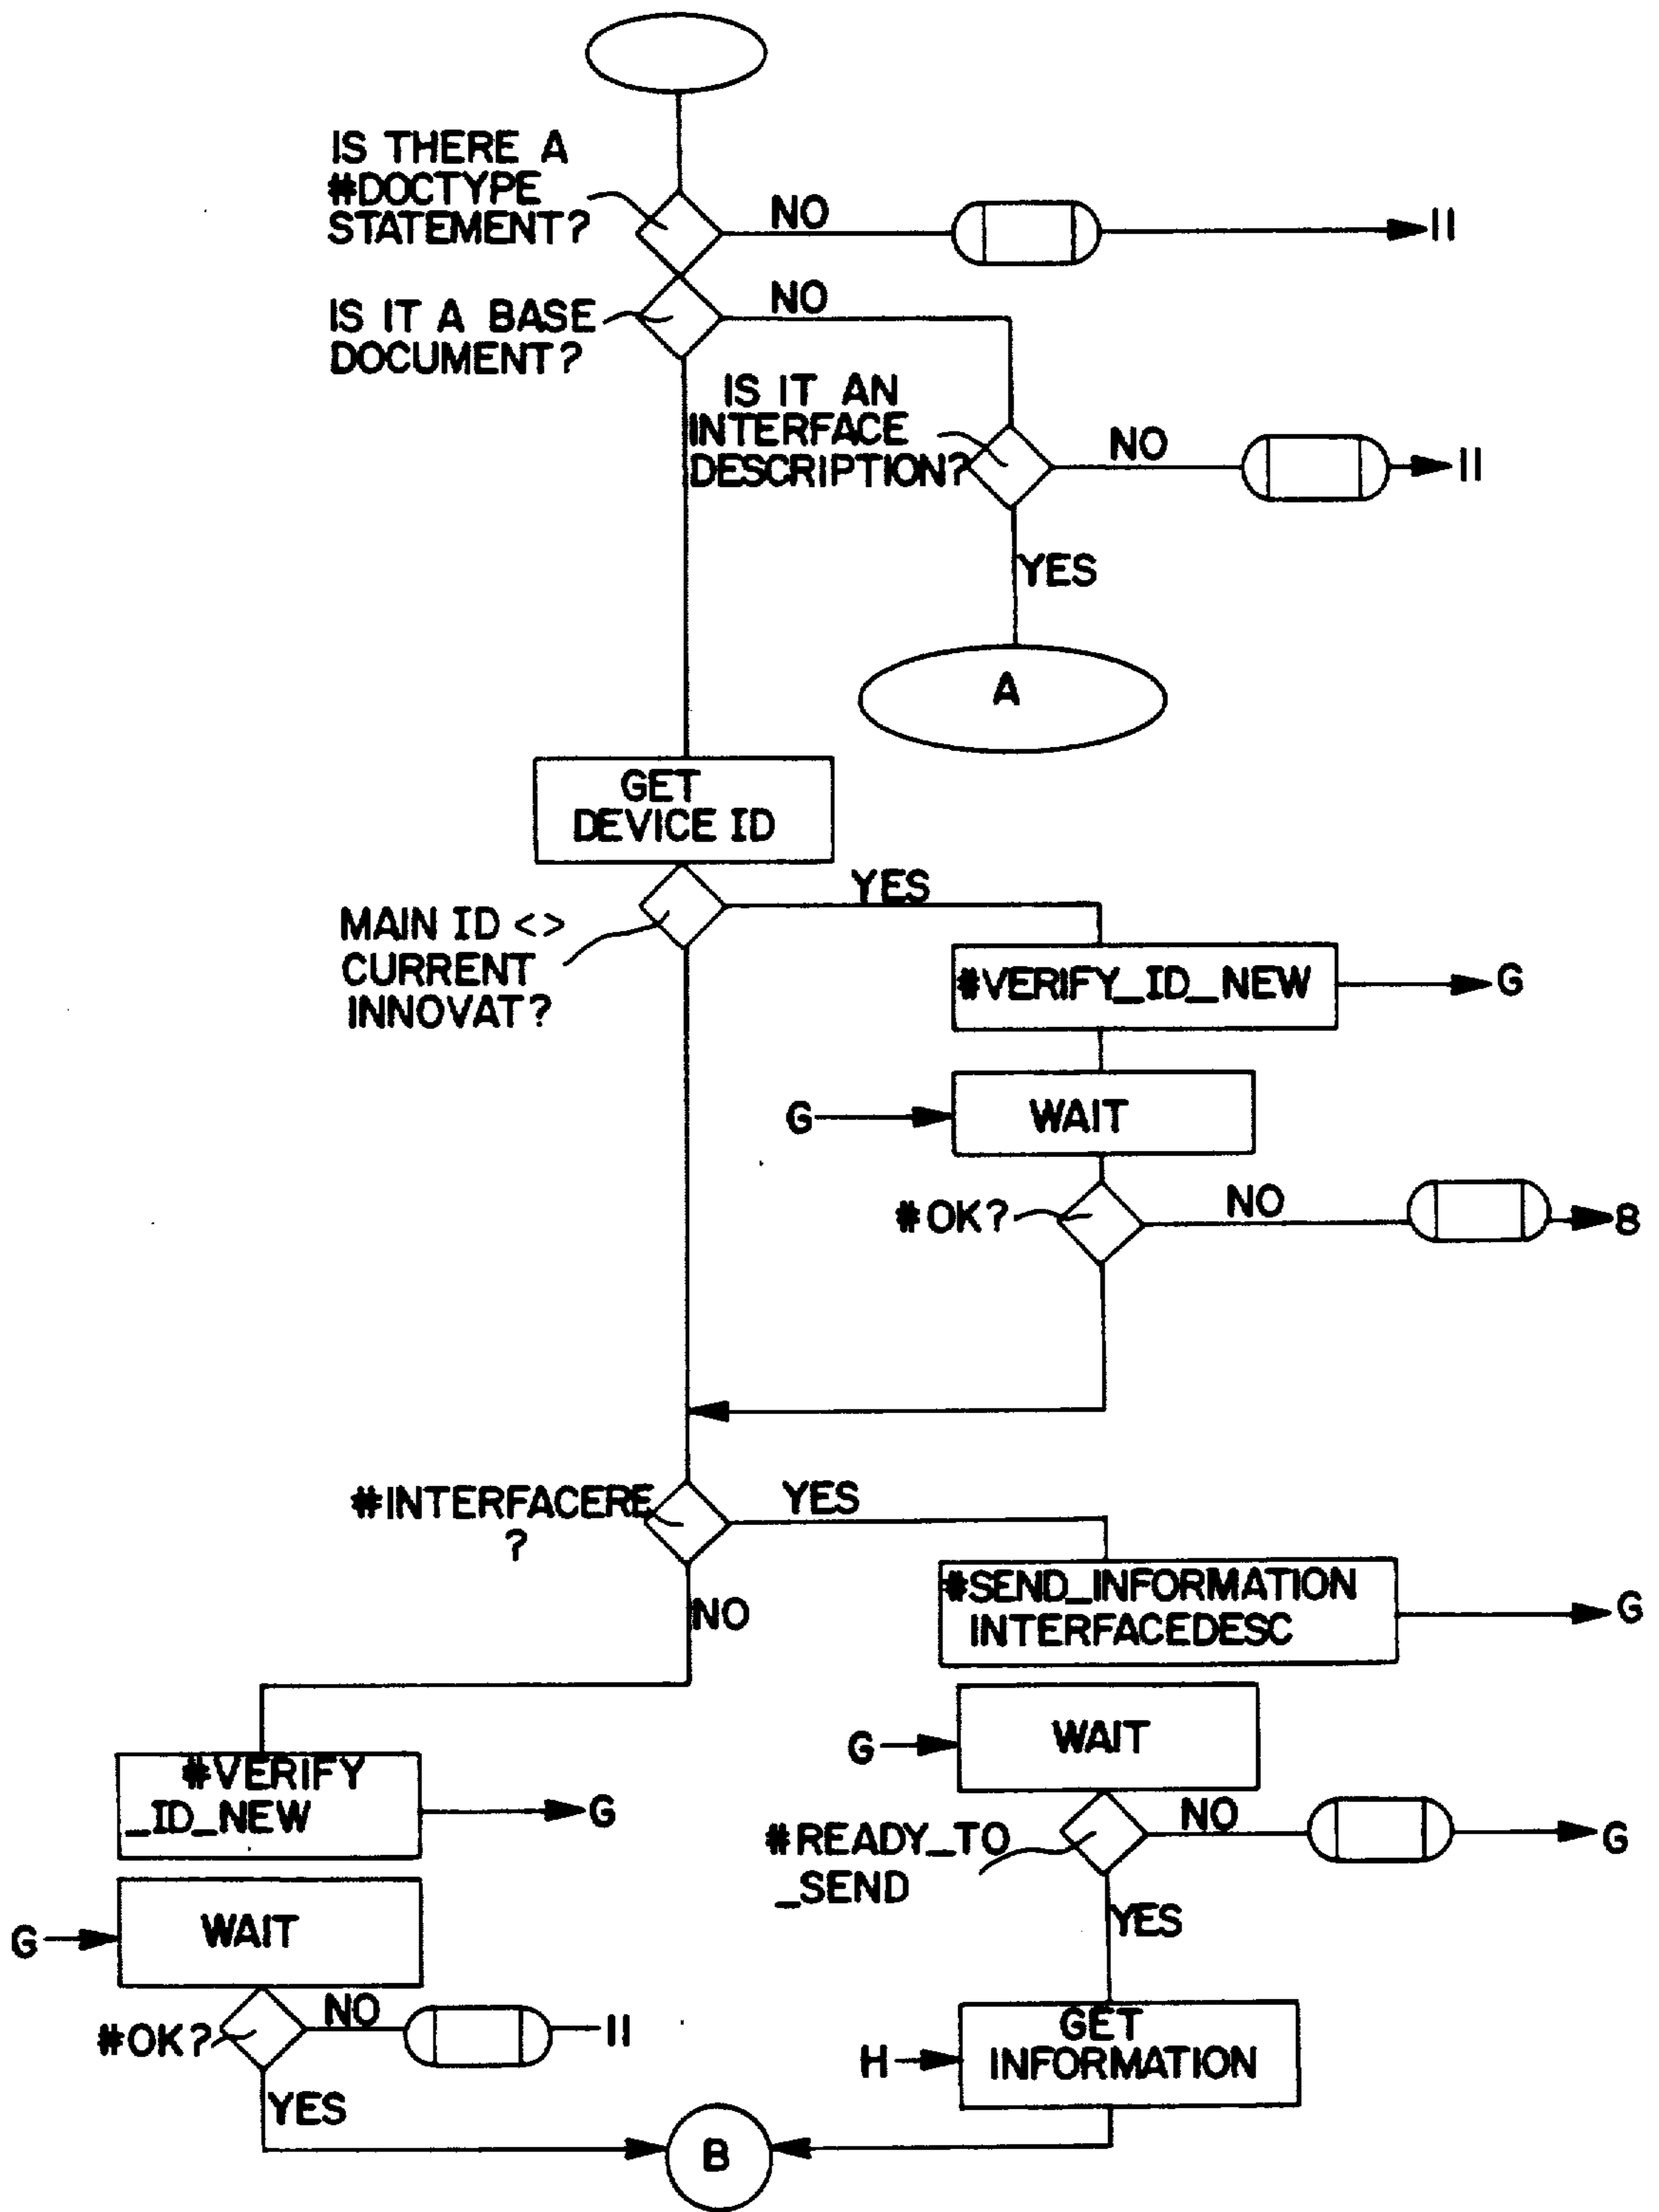 IS THERE A
#DOCTYPE
STATEMENT?
NO
II
IS IT A BASE
DOCUMENT?
NO
IS IT AN
INTERFACE
DESCRIPTION?
NO
II
YES
A
GET
DEVICE ID
MAIN ID <>
CURRENT
INNOVAT?
YES
#VERIFY_ID_NEW
G
G
WAIT
#OK?
NO
8
#INTERFACERE
?
YES
#SEND_INFORMATION
INTERFACEDESC
G
NO
G
WAIT
#VERIFY
_ID_NEW
G
#READY_TO
_SEND
NO
G
YES
G
WAIT
#OK?
NO
II
YES
H
GET
INFORMATION
B